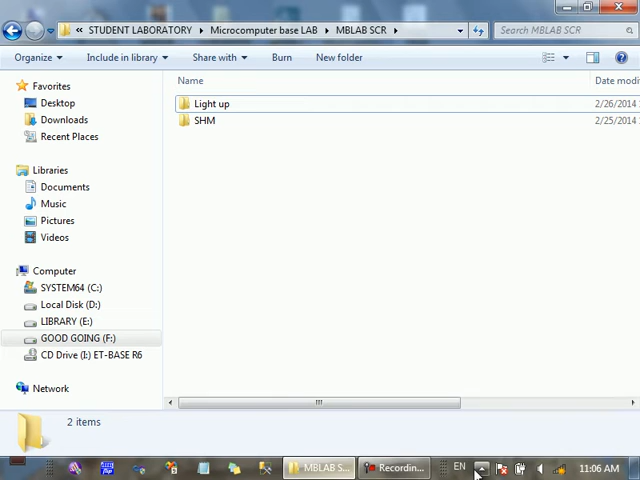 « STUDENT LABORATORY ▸ Microcomputer base LAB ▸ MBLAB SCR ▸ Search MBLAB SCR
Organize Include in library Share with Burn New folder
Name Date modi
Favorites
Desktop
Downloads
Recent Places
Libraries
Documents
Music
Pictures
Videos
Computer
SYSTEM64 (C:)
Local Disk (D:)
LIBRARY (E:)
GOOD GOING (F:)
CD Drive (I:) ET-BASE R6
Network
Light up 2/26/2014
SHM 2/25/2014
2 items
MBLAB S... Recordin... EN 11:06 AM